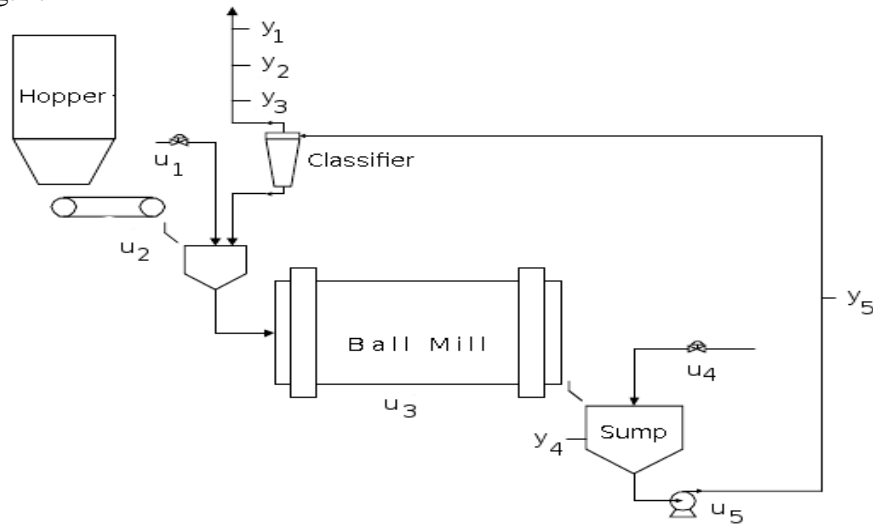 y1
y2
y3
Hopper
u1
Classifier
u2
y5
Ball Mill
u3
u4
y4
Sump
u5